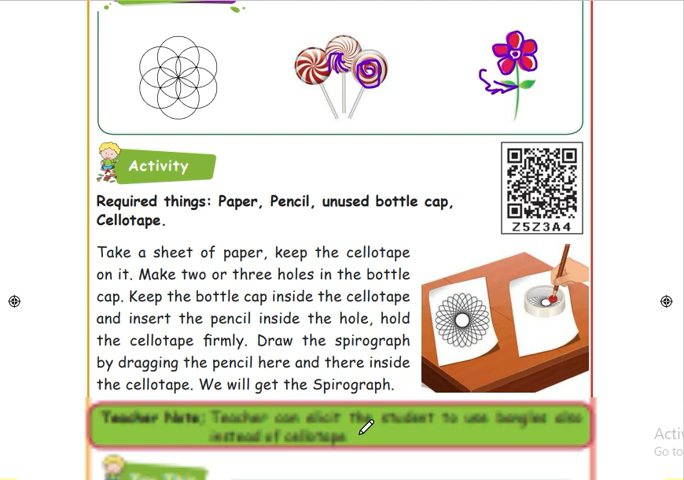 Activity
Z5Z3A4
Required things: Paper, Pencil, unused bottle cap,
Cellotape.
Take a sheet of paper, keep the cellotape
on it. Make two or three holes in the bottle
cap. Keep the bottle cap inside the cellotape
and insert the pencil inside the hole, hold
the cellotape firmly. Draw the spirograph
by dragging the pencil here and there inside
the cellotape. We will get the Spirograph.
Teacher Note: Teacher can elicit the student to use bangles also
instead of cellotape
Go to